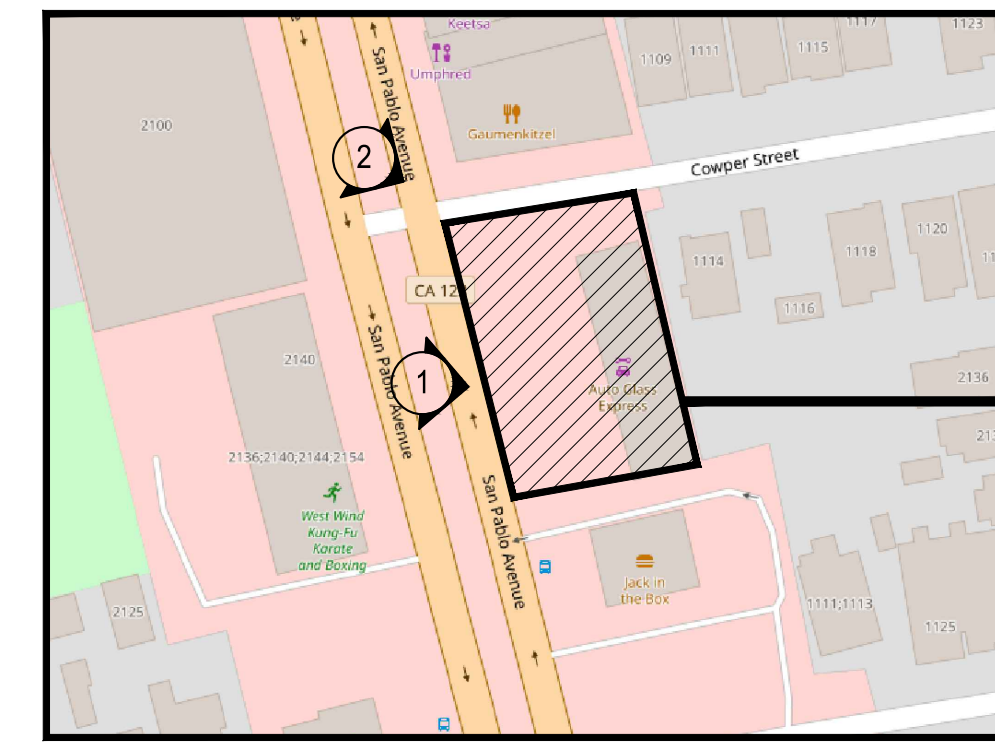 Keetsa
Umphred
Gaumenkitzel
1109
1111
1115
1117
1123
2100
San Pablo Avenue
2
Cowper Street
1114
1116
1118
1120
CA 12
2140
San Pablo Avenue
1
Auto Glass
Express
2136
2136;2140;2144;2154
West Wind
Kung-Fu
Karate
and Boxing
San Pablo Avenue
Jack in
the Box
2125
1111;1113
1125